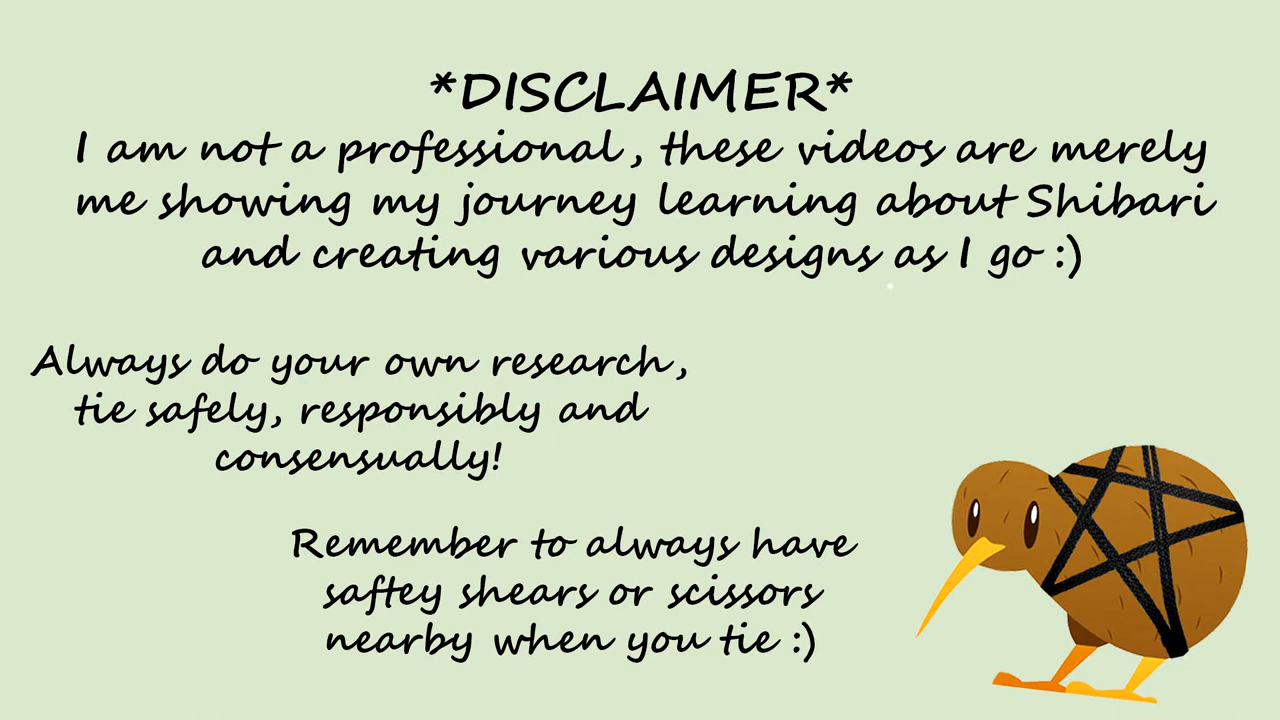 *DISCLAIMER*
I am not a professional, these videos are merely
me showing my journey learning about Shibari
and creating various designs as I go :)
Always do your own research,
tie safely, responsibly and
consensually!
Remember to always have
saftey shears or scissors
nearby when you tie :)